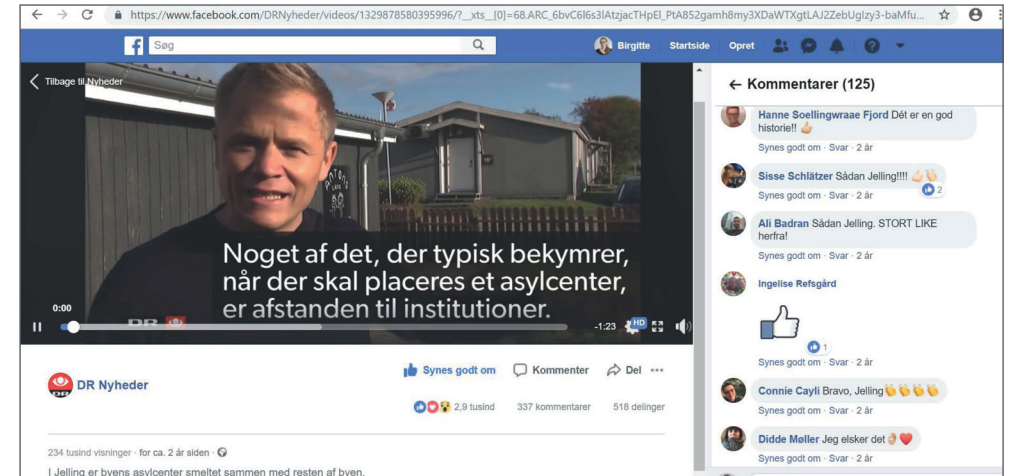 https://www.facebook.com/DRNyheder/videos/1329878580395996/?_xts_[0]=68.ARC_6bvC6l6s3lAtzjacTHpEl_PtA852gamh8my3XDaWTXgtLAJ2ZebUglzy3-baMfu...
Søg
Birgitte Startside Opret
Tilbage til Nyheder
Noget af det, der typisk bekymrer,
når der skal placeres et asylcenter,
er afstanden til institutioner.
0:00
-1:23 HD
DR
DR Nyheder
Synes godt om Kommenter Del
2,9 tusind 337 kommentarer 518 delinger
234 tusind visninger · for ca. 2 år siden ·
I Jelling er byens asylcenter smeltet sammen med resten af byen.
← Kommentarer (125)
Hanne Soellingwraae Fjord Dét er en god
historie!! 👍
Synes godt om · Svar · 2 år
Sisse Schlätzer Sådan Jelling!!!! 👍👏
2
Synes godt om · Svar · 2 år
Ali Badran Sådan Jelling. STORT LIKE
herfra!
Synes godt om · Svar · 2 år
Ingelise Refsgård
1
Synes godt om · Svar · 2 år
Connie Cayli Bravo, Jelling👏👏👏👏
Synes godt om · Svar · 2 år
Didde Møller Jeg elsker det👌❤️
Synes godt om · Svar · 2 år